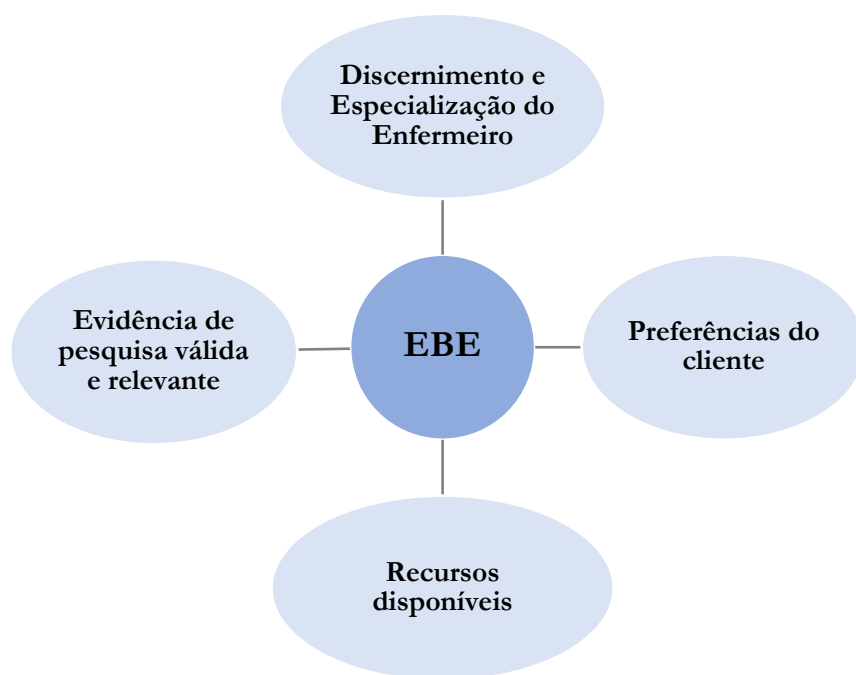 Discernimento e
Especialização do
Enfermeiro
Evidência de
pesquisa válida
e relevante
EBE
Preferências do
cliente
Recursos
disponíveis